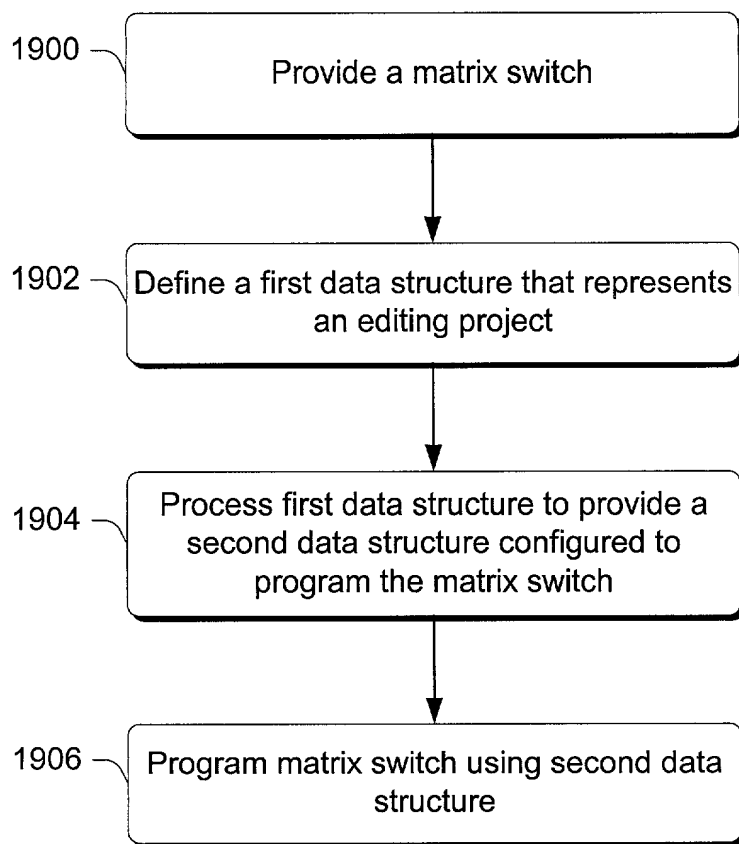 1900
Provide a matrix switch
1902
Define a first data structure that represents
an editing project
1904
Process first data structure to provide a
second data structure configured to
program the matrix switch
1906
Program matrix switch using second data
structure